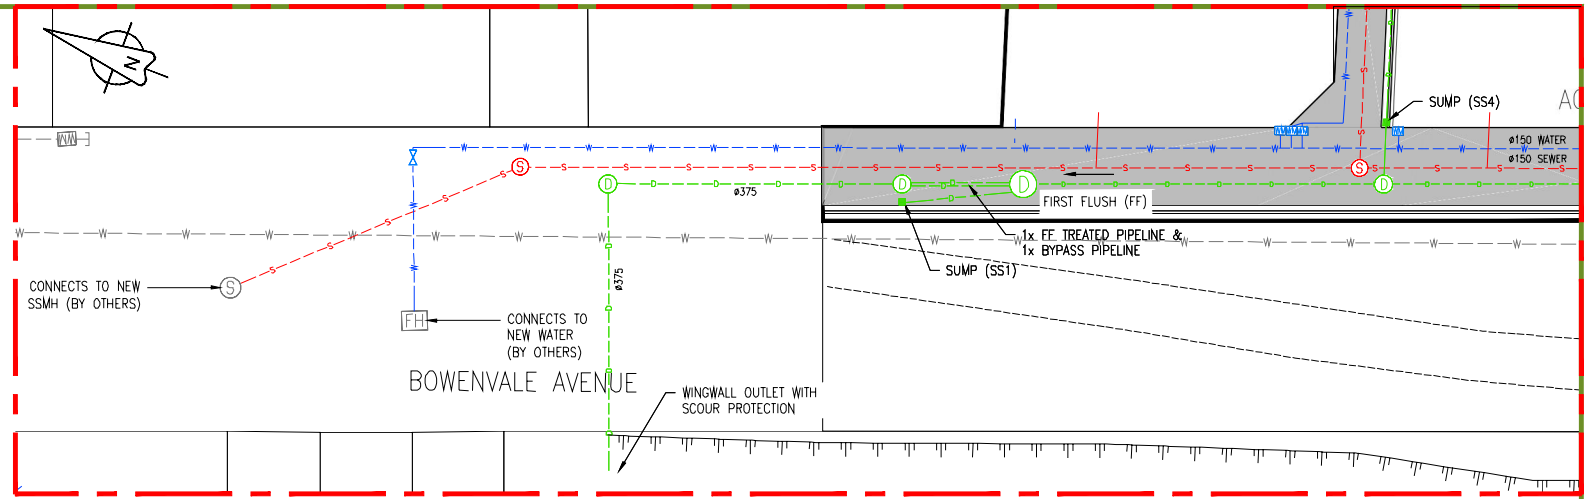 N
SUMP (SS4)
AC
ø150 WATER
ø150 SEWER
ø375
FIRST FLUSH (FF)
1x FF TREATED PIPELINE &
1x BYPASS PIPELINE
SUMP (SS1)
ø375
CONNECTS TO NEW
SSMH (BY OTHERS)
S
FH
CONNECTS TO
NEW WATER
(BY OTHERS)
BOWENVALE AVENUE
WINGWALL OUTLET WITH
SCOUR PROTECTION
S
D
D
D
S
D